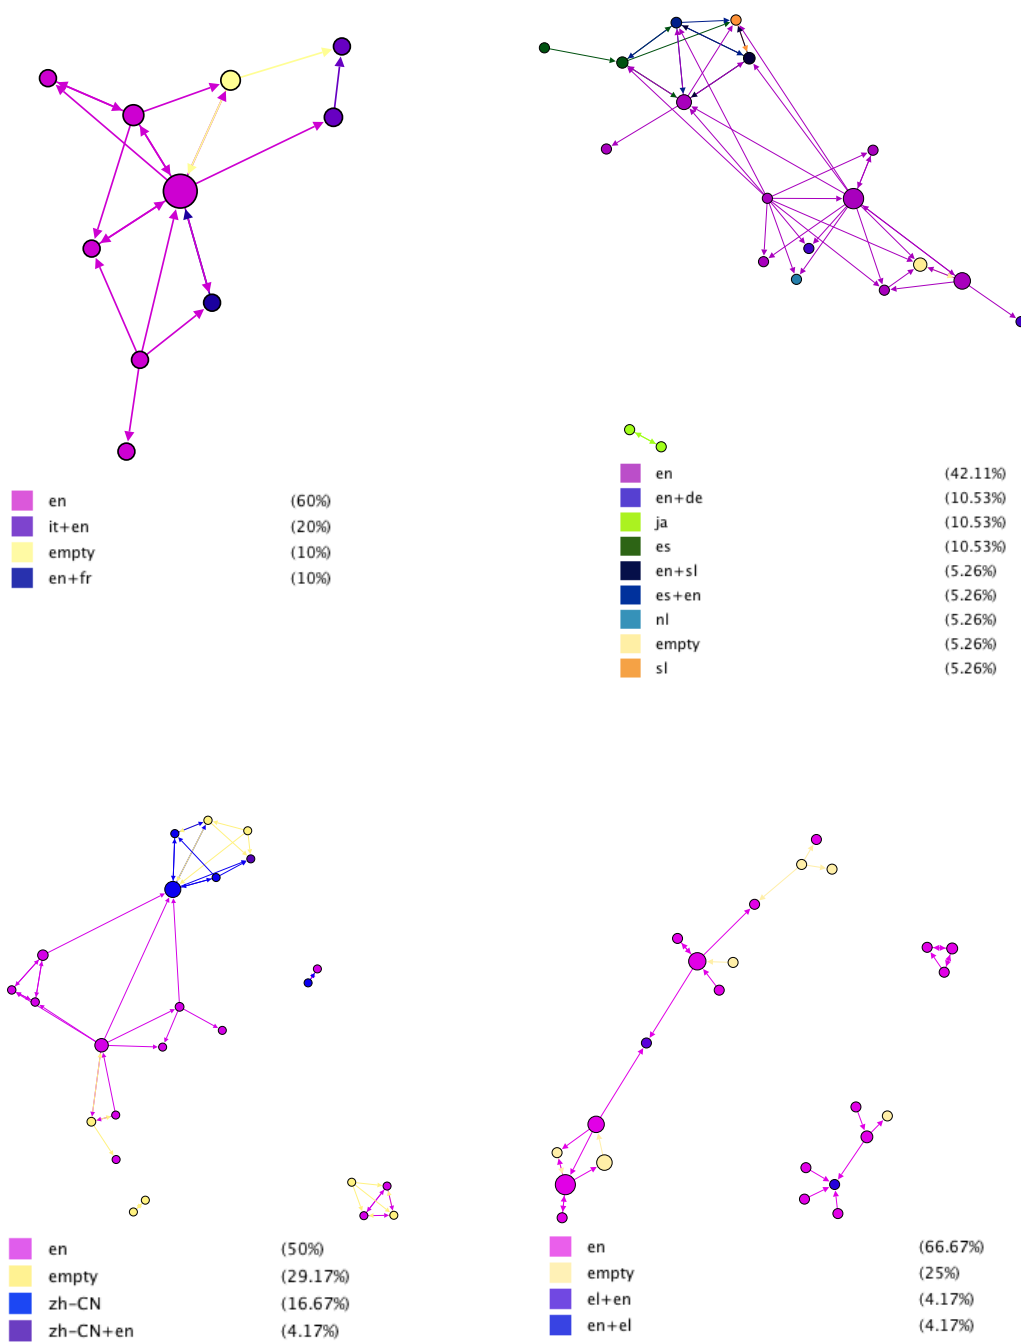 en (60%)
it+en (20%)
empty (10%)
en+fr (10%)
en (42.11%)
en+de (10.53%)
ja (10.53%)
es (10.53%)
en+sl (5.26%)
es+en (5.26%)
nl (5.26%)
empty (5.26%)
sl (5.26%)
en (50%)
empty (29.17%)
zh-CN (16.67%)
zh-CN+en (4.17%)
en (66.67%)
empty (25%)
el+en (4.17%)
en+el (4.17%)